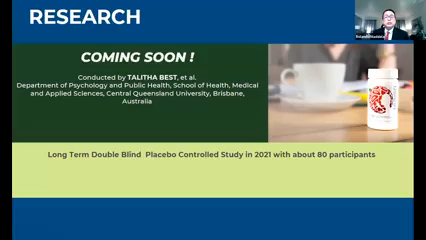 RESEARCH
COMING SOON !
Conducted by TALITHA BEST, et al.
Department of Psychology and Public Health, School of Health, Medical
and Applied Sciences, Central Queensland University, Brisbane,
Australia
Long Term Double Blind Placebo Controlled Study in 2021 with about 80 participants